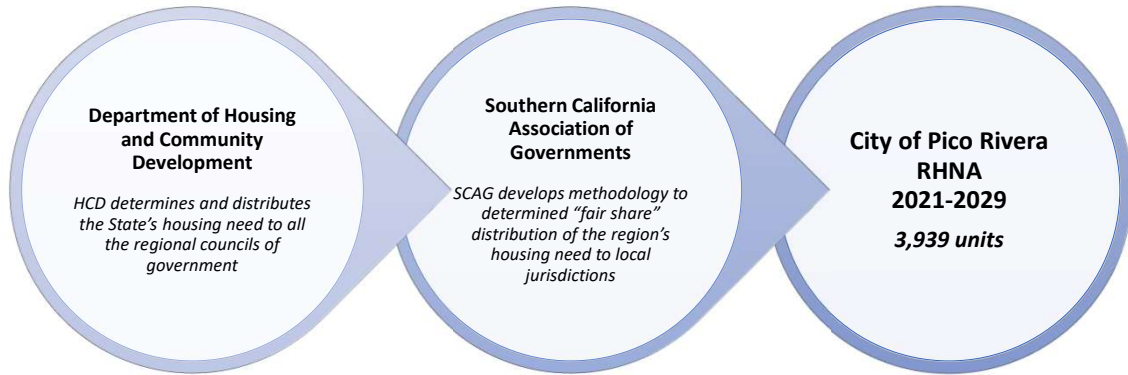 Department of Housing
and Community
Development
HCD determines and distributes
the State's housing need to all
the regional councils of
government
Southern California
Association of
Governments
SCAG develops methodology to
determined “fair share”
distribution of the region's
housing need to local
jurisdictions
City of Pico Rivera
RHNA
2021-2029
3,939 units